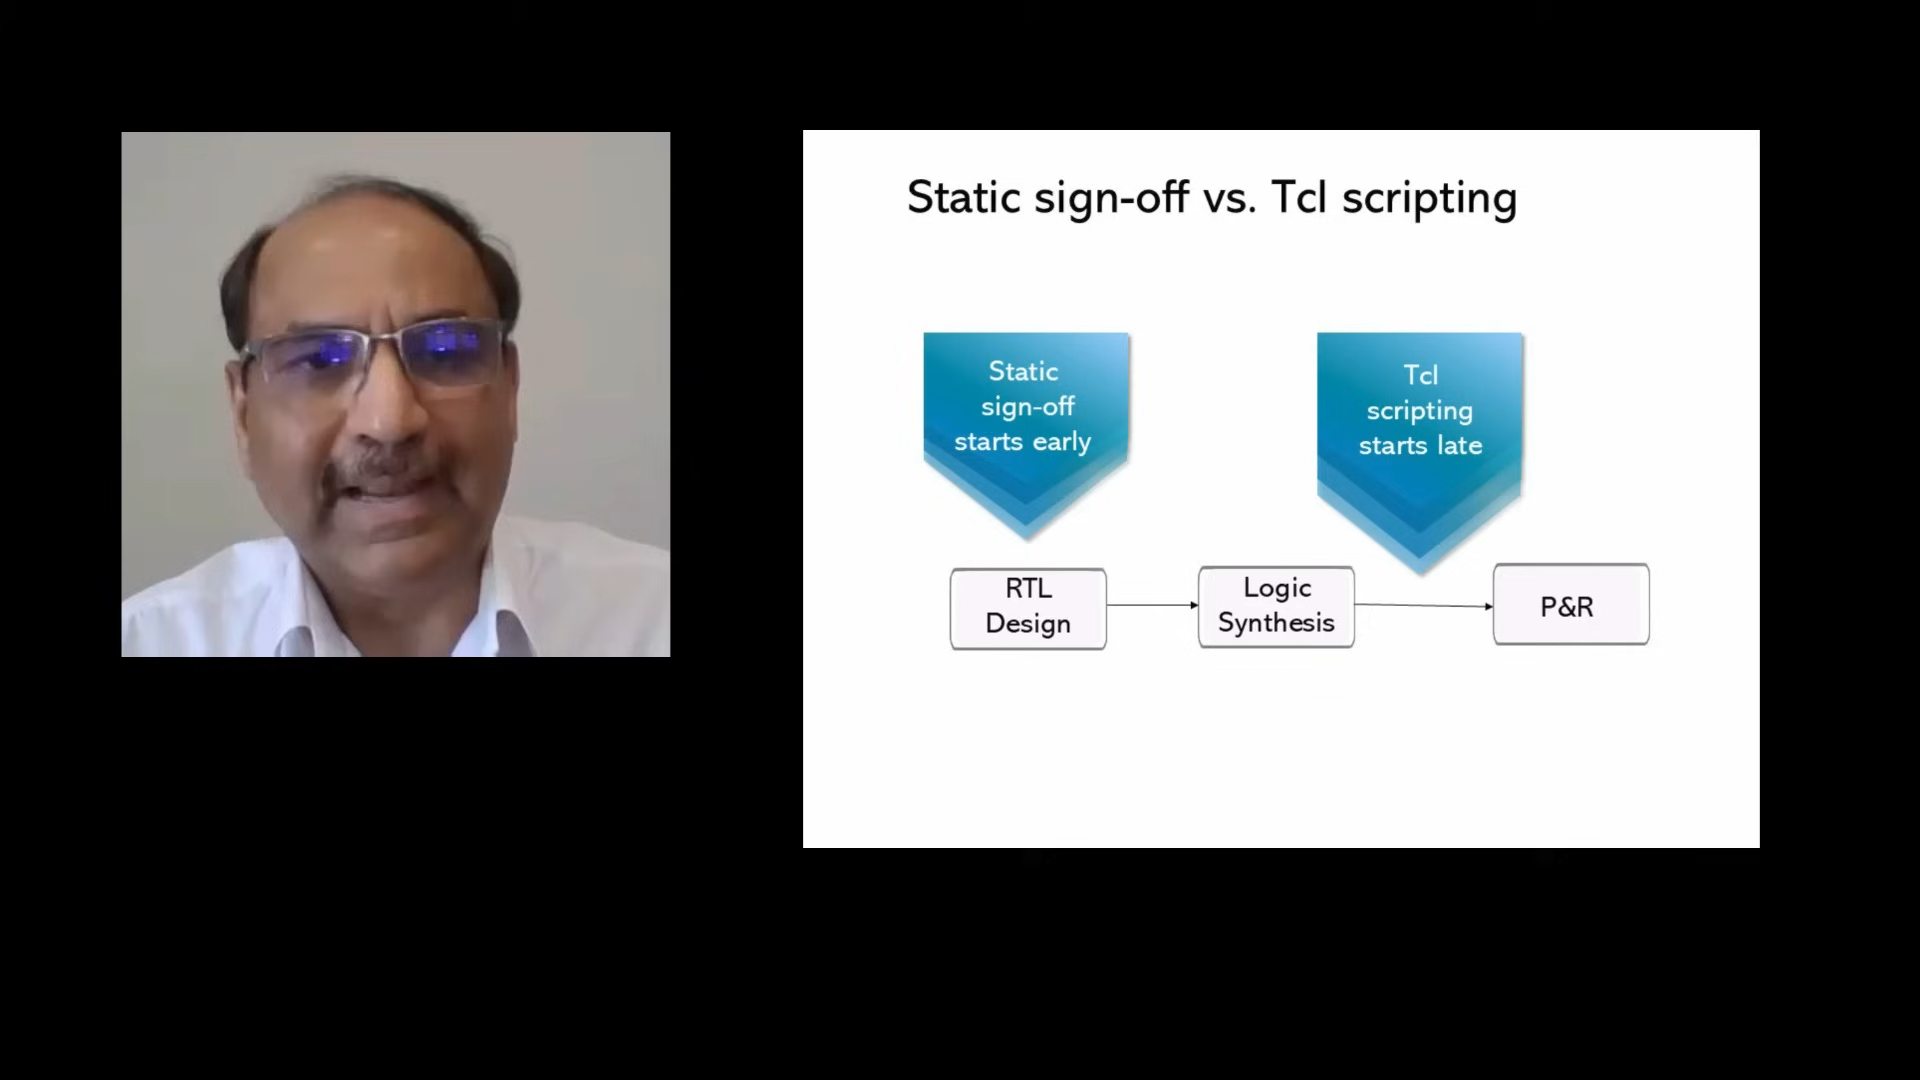 Static sign-off vs. Tcl scripting
Static
sign-off
starts early
Tcl
scripting
starts late
RTL
Design
Logic
Synthesis
P&R